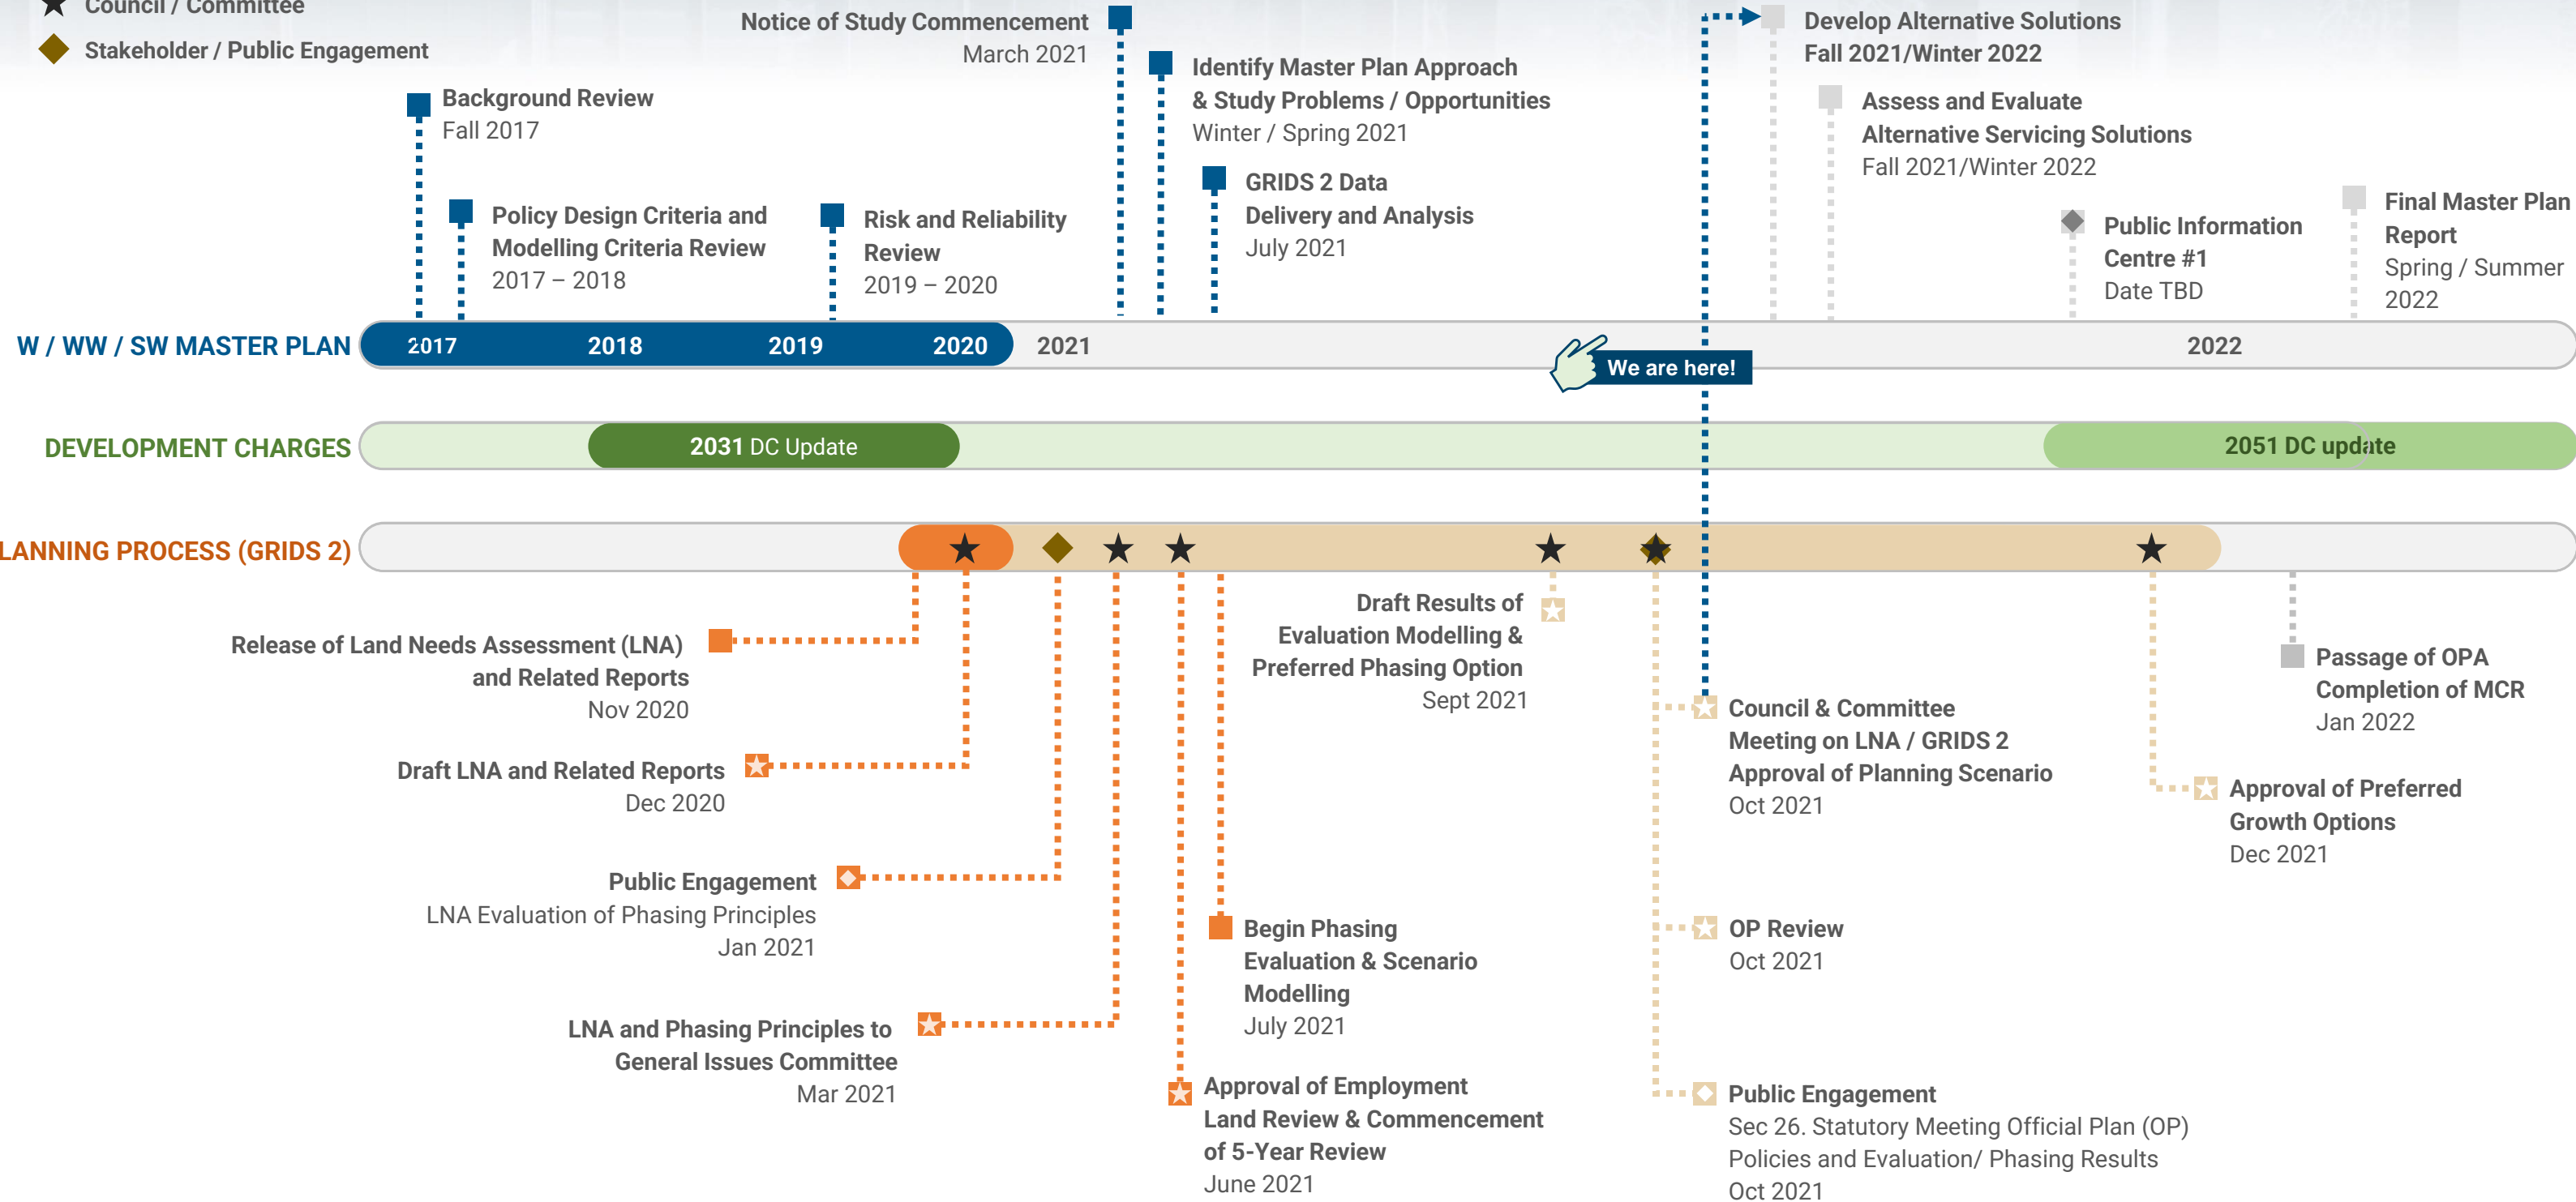 Council / Committee
Stakeholder / Public Engagement
Notice of Study Commencement
March 2021
Identify Master Plan Approach
& Study Problems / Opportunities
Winter / Spring 2021
GRIDS 2 Data
Delivery and Analysis
July 2021
Background Review
Fall 2017
Policy Design Criteria and
Modelling Criteria Review
2017 – 2018
Risk and Reliability
Review
2019 – 2020
Develop Alternative Solutions
Fall 2021/Winter 2022
Assess and Evaluate
Alternative Servicing Solutions
Fall 2021/Winter 2022
Public Information
Centre #1
Date TBD
Final Master Plan
Report
Spring / Summer
2022
W / WW / SW MASTER PLAN
2017
2018
2019
2020
2021
We are here!
2022
DEVELOPMENT CHARGES
2031 DC Update
2051 DC update
LANNING PROCESS (GRIDS 2)
Release of Land Needs Assessment (LNA)
and Related Reports
Nov 2020
Draft LNA and Related Reports
Dec 2020
Public Engagement
LNA Evaluation of Phasing Principles
Jan 2021
LNA and Phasing Principles to
General Issues Committee
Mar 2021
Draft Results of
Evaluation Modelling &
Preferred Phasing Option
Sept 2021
Begin Phasing
Evaluation & Scenario
Modelling
July 2021
Approval of Employment
Land Review & Commencement
of 5-Year Review
June 2021
Council & Committee
Meeting on LNA / GRIDS 2
Approval of Planning Scenario
Oct 2021
OP Review
Oct 2021
Public Engagement
Sec 26. Statutory Meeting Official Plan (OP)
Policies and Evaluation/ Phasing Results
Oct 2021
Passage of OPA
Completion of MCR
Jan 2022
Approval of Preferred
Growth Options
Dec 2021